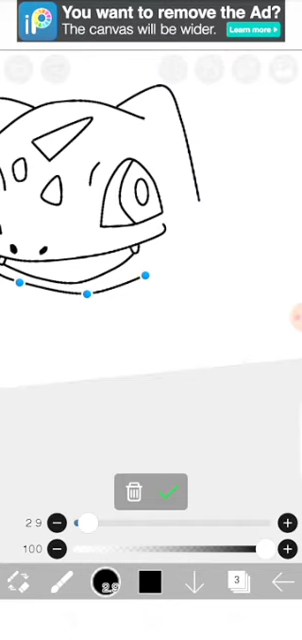 iP
You want to remove the Ad?
The canvas will be wider.
Learn more ▸
2.9
100
2.9
3